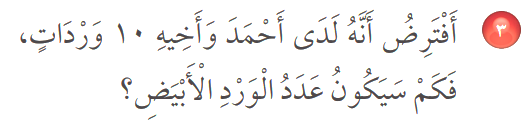 ٣ أَفْتَرِضُ أَنَّهُ لَدَى أَحْمَدَ وَأَخِيهِ ١٠ وَرْدَاتٍ،
فَكَمْ سَيَكُونُ عَدَدُ الْوَرْدِ الْأَبْيَضِ؟